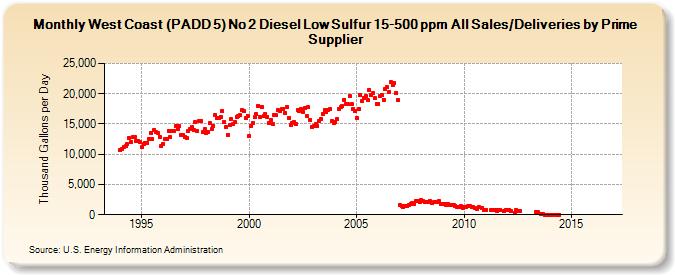 Monthly West Coast (PADD 5) No 2 Diesel Low Sulfur 15-500 ppm All Sales/Deliveries by Prime
Supplier
Thousand Gallons per Day
25,000
20,000
15,000
10,000
5,000
0
1995
2000
2005
2010
2015
Source: U.S. Energy Information Administration